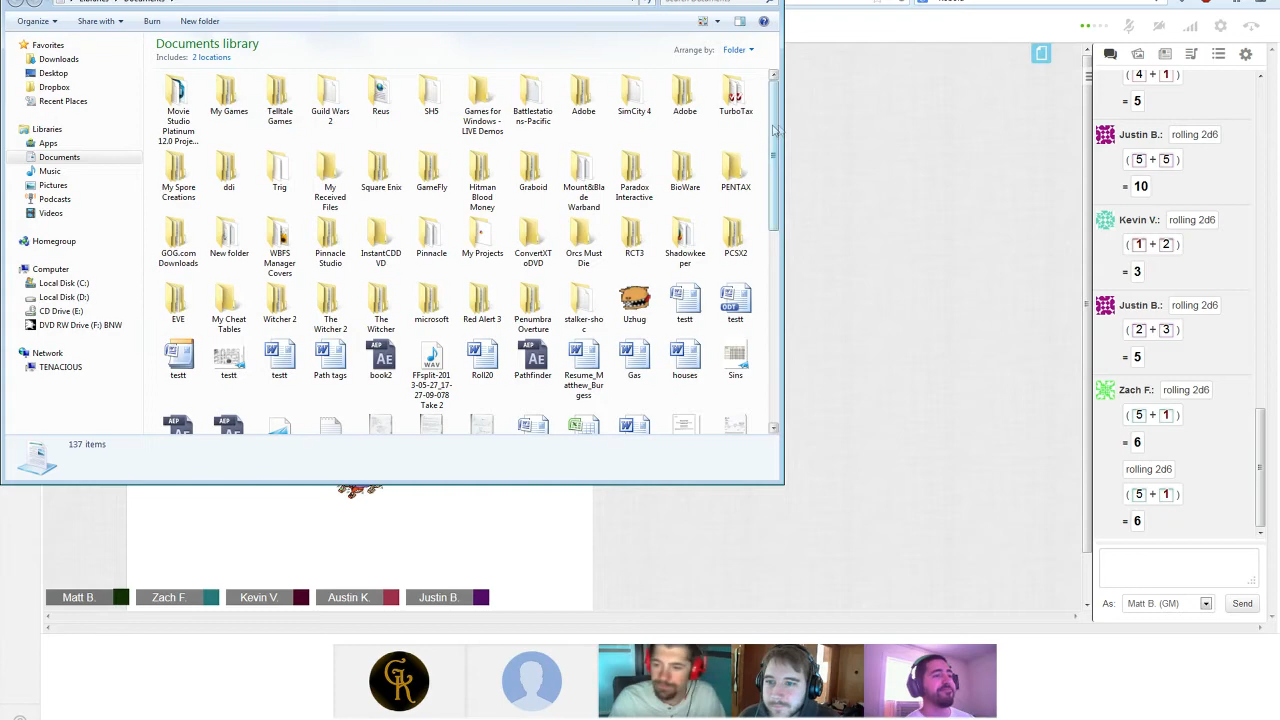 Libraries Documents Search Documents
Organize Share with Burn New folder
Documents library
Includes: 2 locations
Arrange by: Folder
Favorites
Downloads
Desktop
Dropbox
Recent Places
Libraries
Apps
Documents
Music
Pictures
Podcasts
Videos
Homegroup
Computer
Local Disk (C:)
Local Disk (D:)
CD Drive (E:)
DVD RW Drive (F:) BNW
Network
TENACIOUS
Movie Studio Platinum 12.0 Proje...
My Games
Telltale Games
Guild Wars 2
Reus
SH5
Games for Windows - LIVE Demos
Battlestations-Pacific
Adobe
SimCity 4
Adobe
TurboTax
My Spore Creations
ddi
Trig
My Received Files
Square Enix
GameFly
Hitman Blood Money
Graboid
Mount&Blade Warband
Paradox Interactive
BioWare
PENTAX
GOG.com Downloads
New folder
WBFS Manager Covers
Pinnacle Studio
InstantCDDVD
Pinnacle
My Projects
ConvertXToDVD
Orcs Must Die
RCT3
Shadowkeeper
PCSX2
EVE
My Cheat Tables
Witcher 2
The Witcher 2
The Witcher
microsoft
Red Alert 3
Penumbra Overture
stalker-shoc
Uzhug
testt
testt
testt
testt
testt
Path tags
book2
FFsplit-2013-05-27_17-27-09-078 Take 2
Roll20
Pathfinder
Resume_Matthew_Burgess
Gas
houses
Sins
137 items
( 4 + 1 )
= 5
Justin B.: rolling 2d6
( 5 + 5 )
= 10
Kevin V.: rolling 2d6
( 1 + 2 )
= 3
Justin B.: rolling 2d6
( 2 + 3 )
= 5
Zach F.: rolling 2d6
( 5 + 1 )
= 6
rolling 2d6
( 5 + 1 )
= 6
As: Matt B. (GM) Send
Matt B. Zach F. Kevin V. Austin K. Justin B.
GK